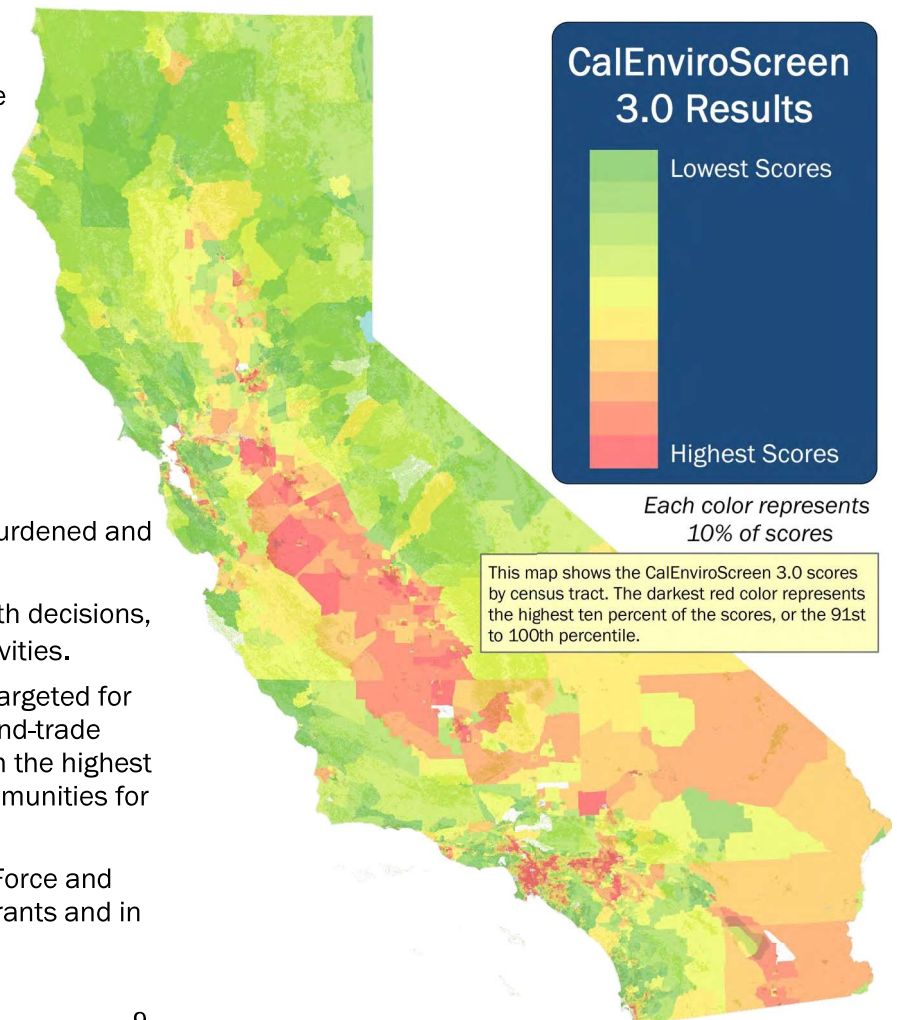 e
CalEnviroScreen
3.0 Results
Lowest Scores
Highest Scores
Each color represents
10% of scores
This map shows the CalEnviroScreen 3.0 scores
by census tract. The darkest red color represents
the highest ten percent of the scores, or the 91st
to 100th percentile.
urdened and
th decisions,
vities.
argeted for
nd-trade
n the highest
munities for
Force and
rants and in